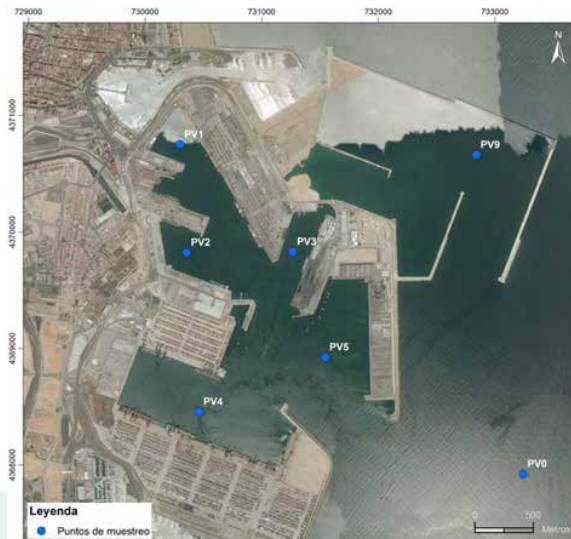 729000 730000 731000 732000 733000
N
4371000
PV1
PV9
4370000
PV2
PV3
4369000
PV5
PV4
4368000
PV0
Leyenda
Puntos de muestreo
0 500
Metros